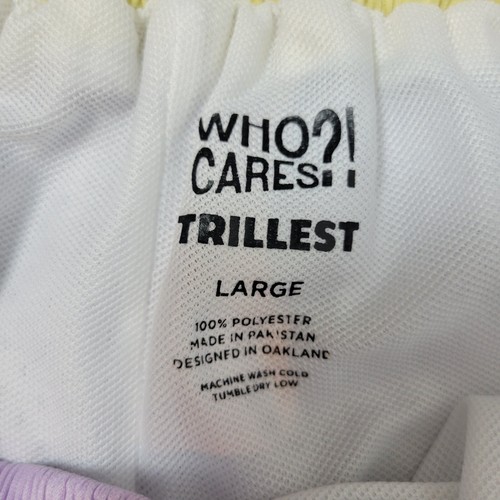 WHO?!
CARES
TRILLEST
LARGE
100% POLYESTER
MADE IN PAKISTAN
DESIGNED IN OAKLAND
MACHINE WASH COLD
TUMBLE DRY LOW